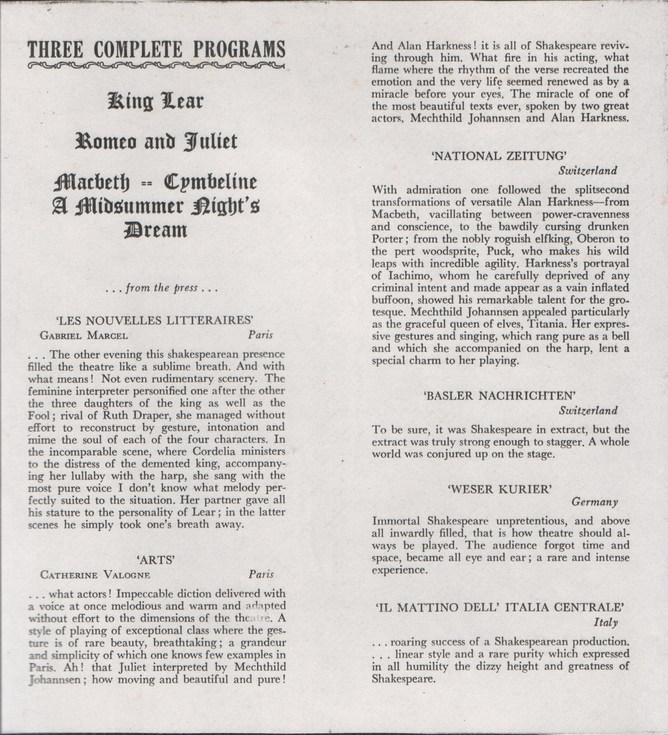 THREE COMPLETE PROGRAMS
King Lear
Romeo and Juliet
Macbeth -- Cymbeline
A Midsummer Night's
Dream
. . . from the press . . .
'LES NOUVELLES LITTERAIRES'
GABRIEL MARCEL Paris
. . . The other evening this shakespearean presence
filled the theatre like a sublime breath. And with
what means! Not even rudimentary scenery. The
feminine interpreter personified one after the other
the three daughters of the king as well as the
Fool; rival of Ruth Draper, she managed without
effort to reconstruct by gesture, intonation and
mime the soul of each of the four characters. In
the incomparable scene, where Cordelia ministers
to the distress of the demented king, accompany-
ing her lullaby with the harp, she sang with the
most pure voice I don't know what melody per-
fectly suited to the situation. Her partner gave all
his stature to the personality of Lear; in the latter
scenes he simply took one's breath away.
'ARTS'
CATHERINE VALOGNE Paris
. . . what actors! Impeccable diction delivered with
a voice at once melodious and warm and adapted
without effort to the dimensions of the theatre. A
style of playing of exceptional class where the ges-
ture is of rare beauty, breathtaking; a grandeur
and simplicity of which one knows few examples in
Paris. Ah! that Juliet interpreted by Mechthild
Johannsen; how moving and beautiful and pure!
And Alan Harkness! it is all of Shakespeare reviv-
ing through him. What fire in his acting, what
flame where the rhythm of the verse recreated the
emotion and the very life seemed renewed as by a
miracle before your eyes. The miracle of one of
the most beautiful texts ever, spoken by two great
actors, Mechthild Johannsen and Alan Harkness.
'NATIONAL ZEITUNG'
Switzerland
With admiration one followed the splitsecond
transformations of versatile Alan Harkness—from
Macbeth, vacillating between power-cravenness
and conscience, to the bawdily cursing drunken
Porter; from the nobly roguish elfking, Oberon to
the pert woodsprite, Puck, who makes his wild
leaps with incredible agility. Harkness's portrayal
of Iachimo, whom he carefully deprived of any
criminal intent and made appear as a vain inflated
buffoon, showed his remarkable talent for the gro-
tesque. Mechthild Johannsen appealed particularly
as the graceful queen of elves, Titania. Her expres-
sive gestures and singing, which rang pure as a bell
and which she accompanied on the harp, lent a
special charm to her playing.
'BASLER NACHRICHTEN'
Switzerland
To be sure, it was Shakespeare in extract, but the
extract was truly strong enough to stagger. A whole
world was conjured up on the stage.
'WESER KURIER'
Germany
Immortal Shakespeare unpretentious, and above
all inwardly filled, that is how theatre should al-
ways be played. The audience forgot time and
space, became all eye and ear; a rare and intense
experience.
'IL MATTINO DELL' ITALIA CENTRALE'
Italy
. . . roaring success of a Shakespearean production.
. . . linear style and a rare purity which expressed
in all humility the dizzy height and greatness of
Shakespeare.